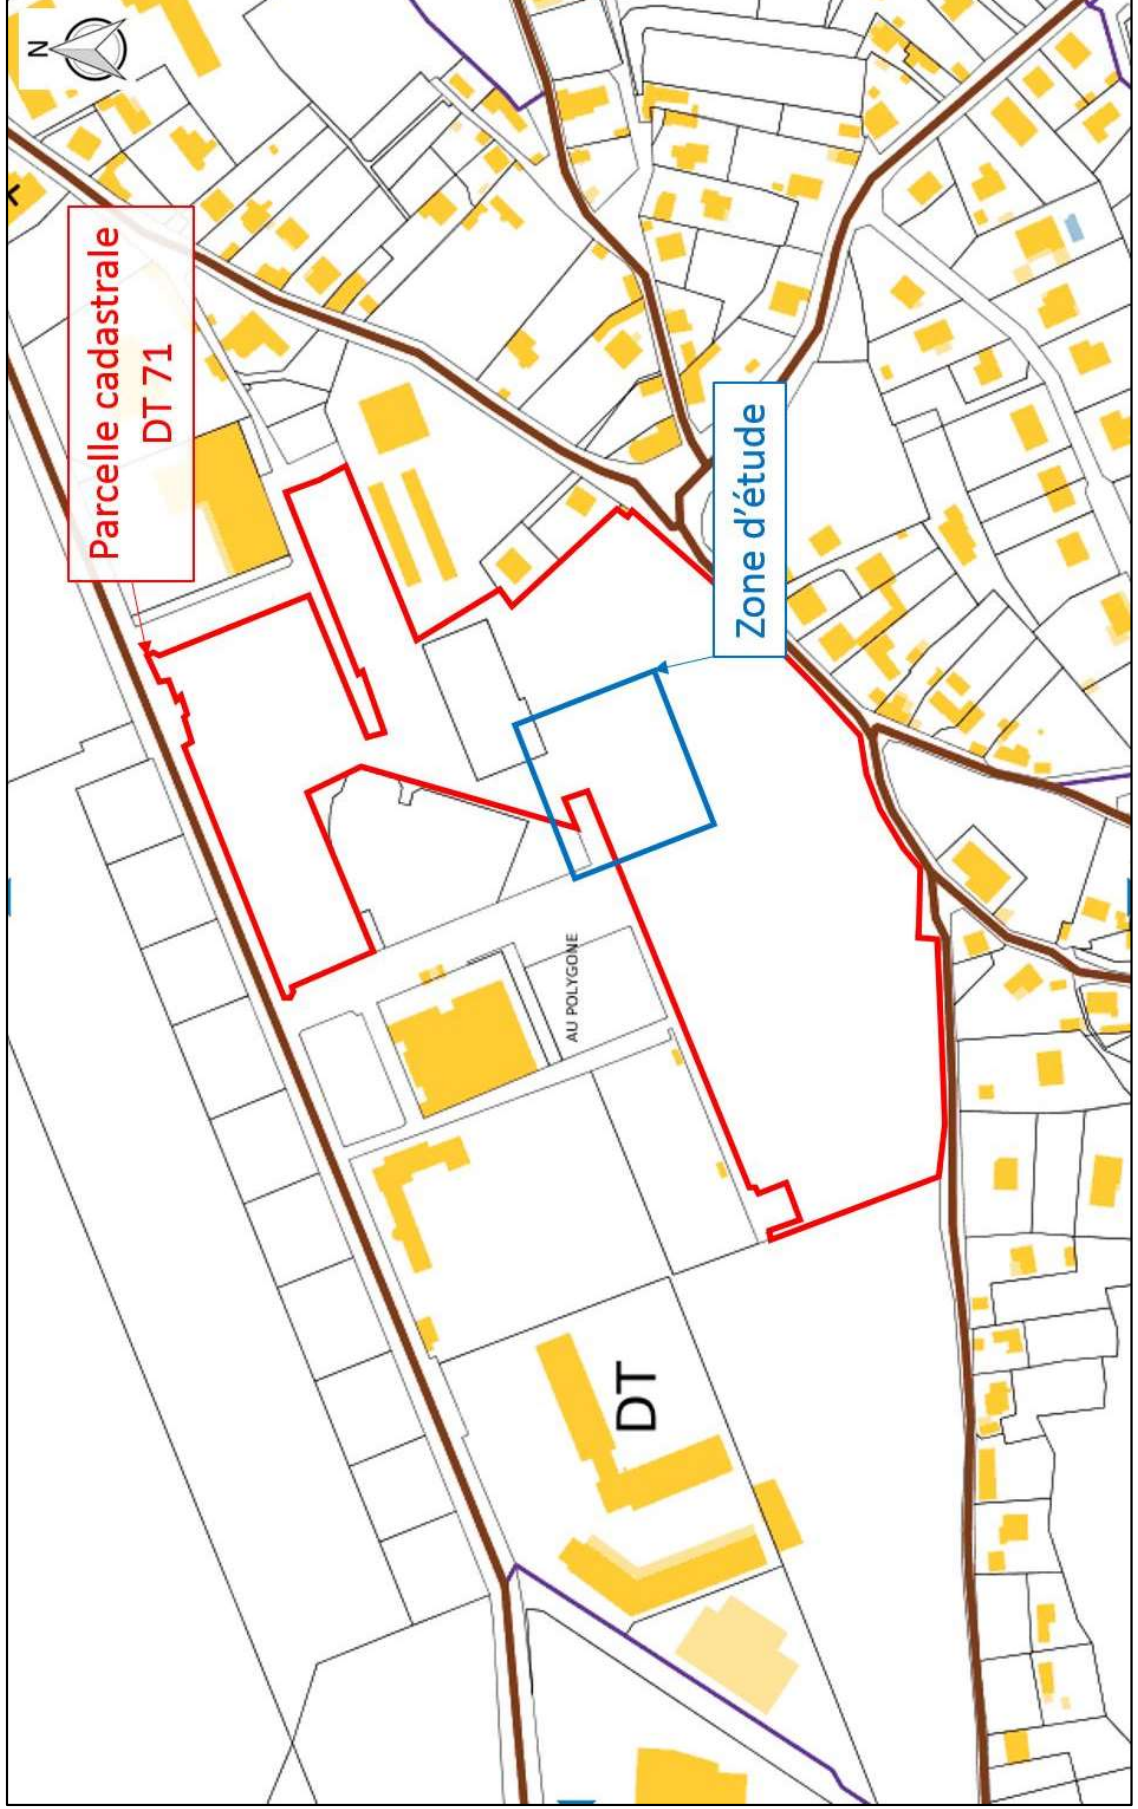 N
Parcelle cadastrale
DT 71
Zone d'étude
AU POLYGONE
DT